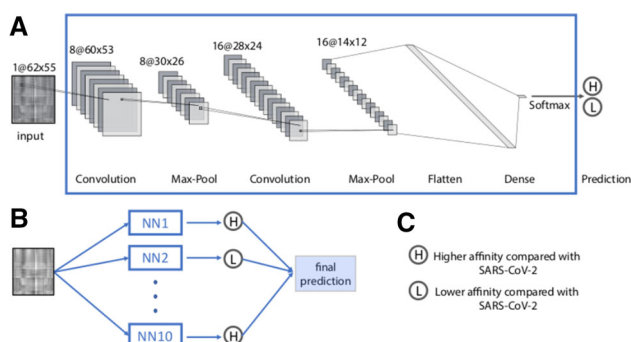 A
1@62x55
input
8@60x53
8@30x26
16@28x24
16@14x12
Softmax
H
L
Convolution
Max-Pool
Convolution
Max-Pool
Flatten
Dense
Prediction
B
NN1
H
NN2
L
NN10
H
final
prediction
C
H Higher affinity compared with
SARS-CoV-2
L Lower affinity compared with
SARS-CoV-2